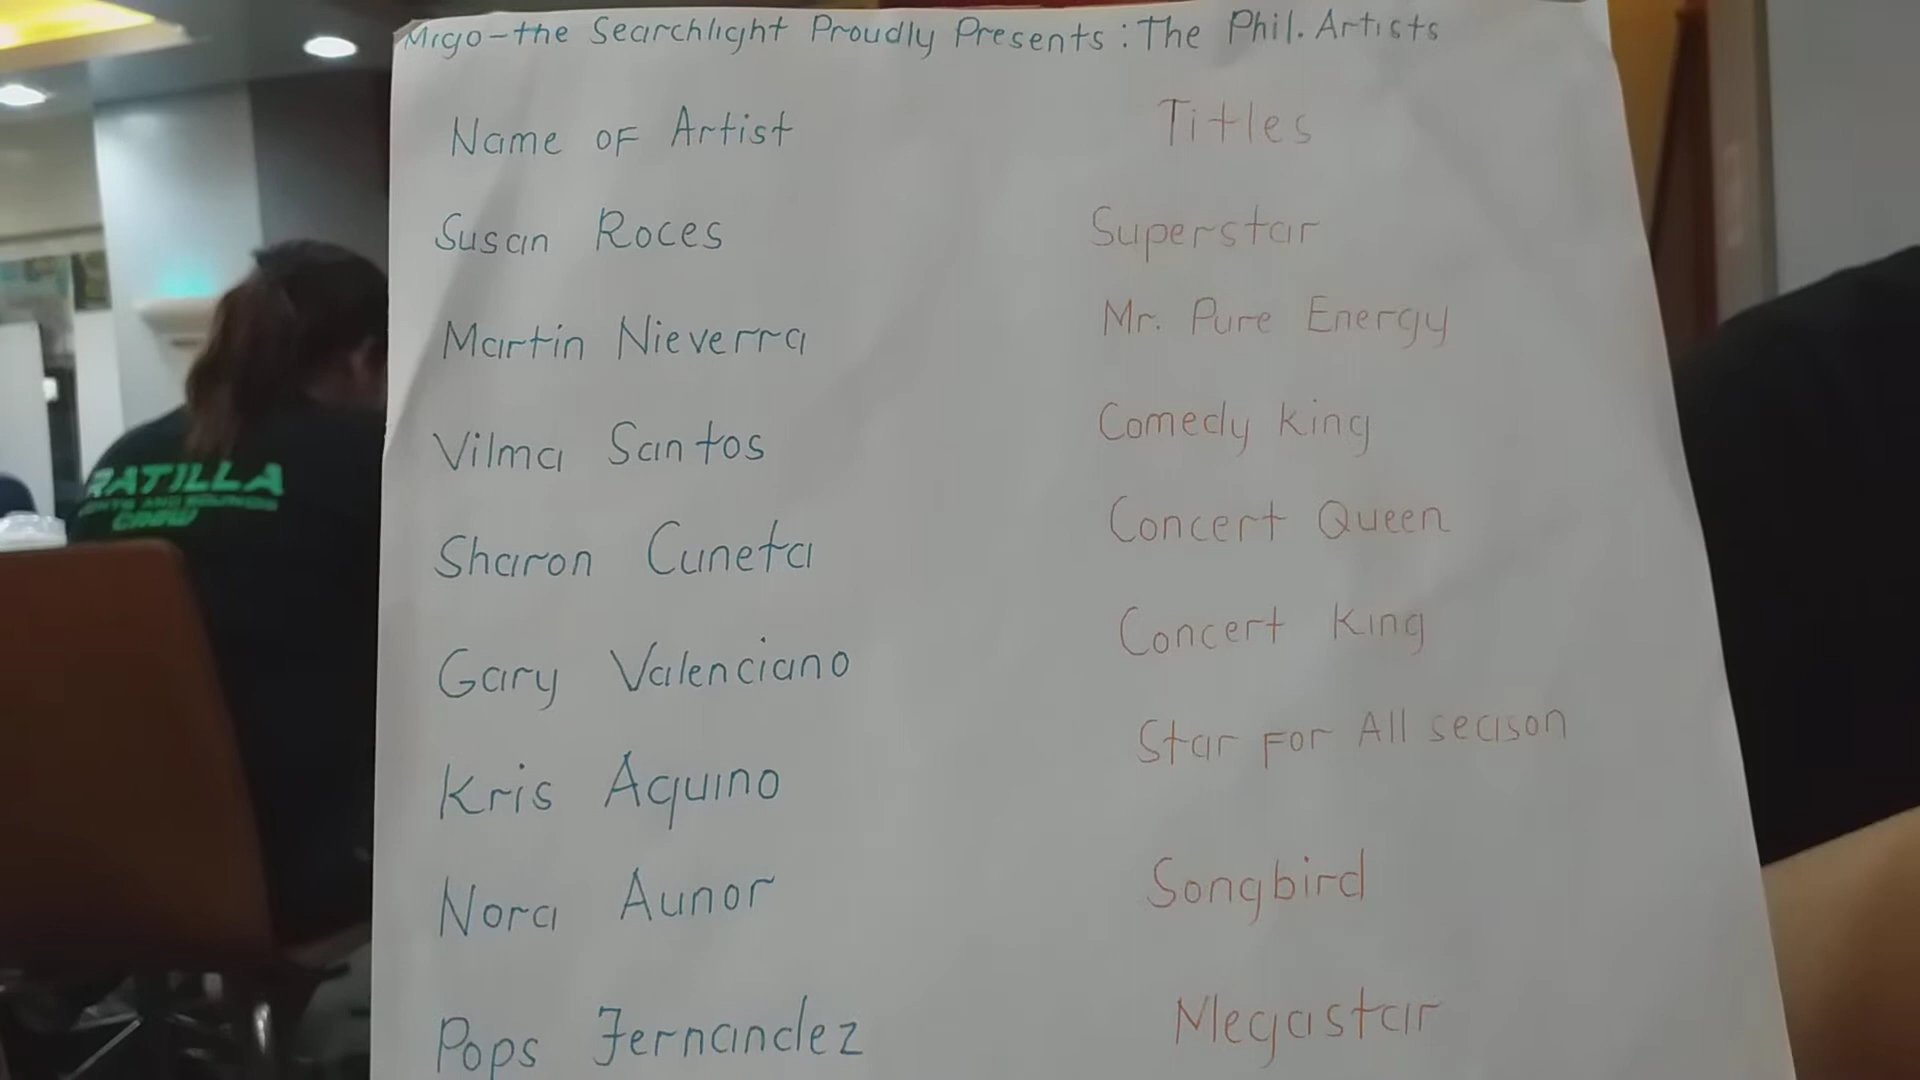 Migo-the Searchlight Proudly Presents: The Phil. Artists
Name of Artist Titles
Susan Roces Superstar
Martin Nieverra Mr. Pure Energy
Vilma Santos Comedy King
Sharon Cuneta Concert Queen
Gary Valenciano Concert King
Kris Aquino Star for All season
Nora Aunor Songbird
Pops Fernandez Megastar
RATILLA
CREW